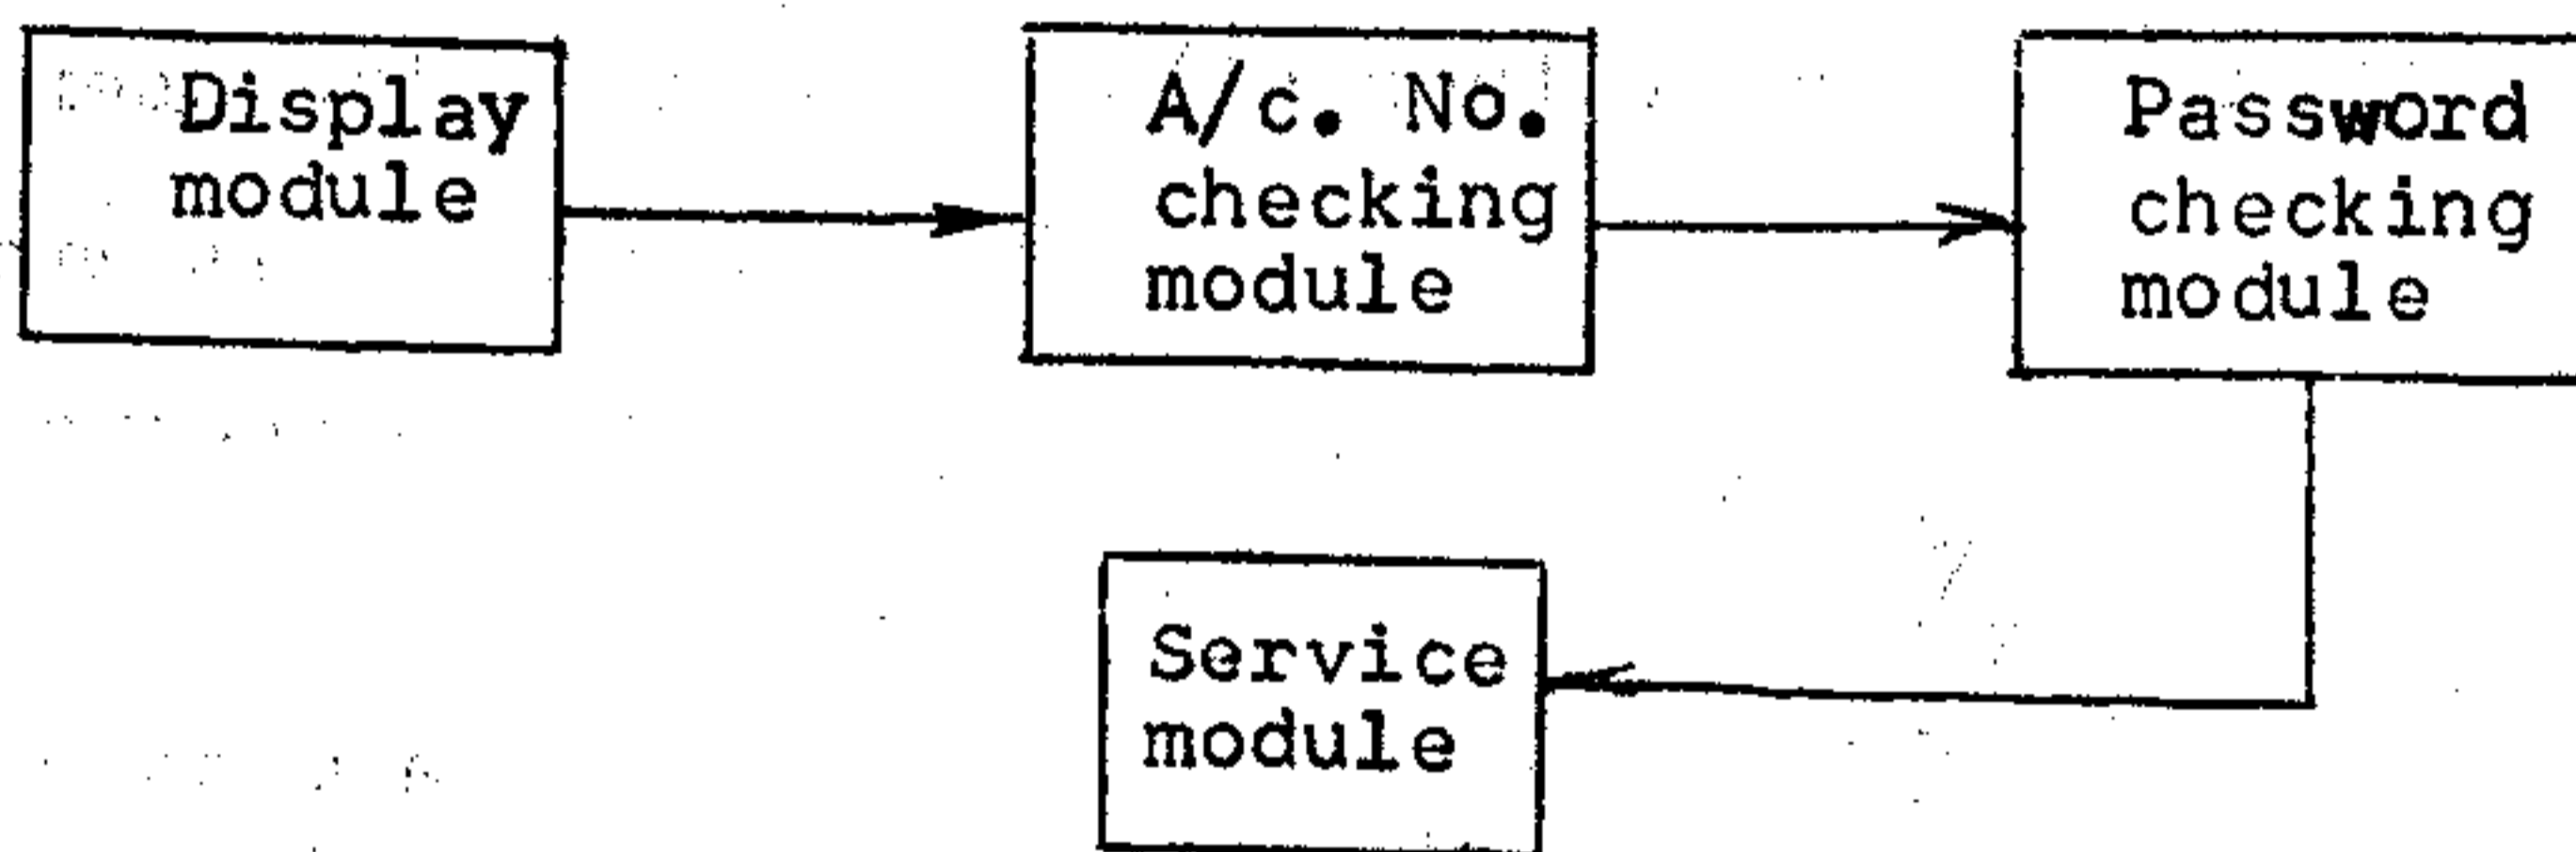 Display
module
A/c. No.
checking
module
Password
checking
module
Service
module